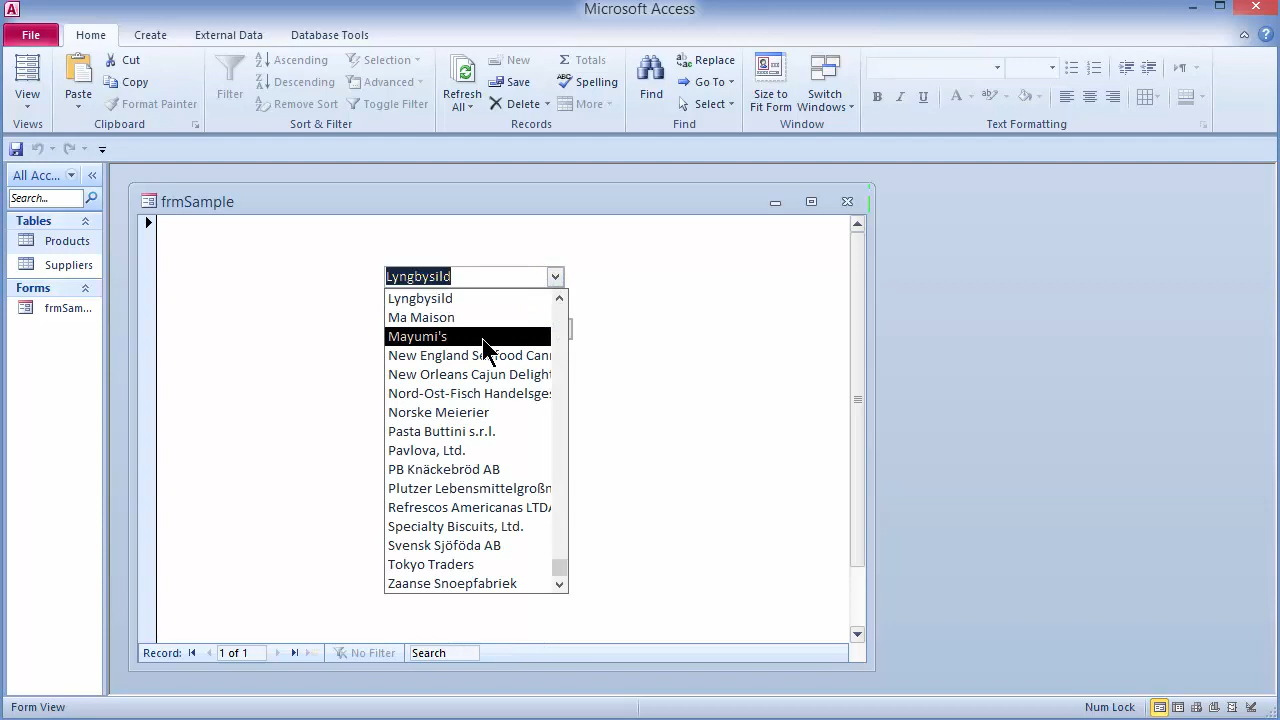 Microsoft Access
File Home Create External Data Database Tools
View
Views
Paste
Cut
Copy
Format Painter
Clipboard
Filter
Ascending
Descending
Remove Sort
Selection
Advanced
Toggle Filter
Sort & Filter
Refresh All
New
Save
Delete
Totals
Spelling
More
Records
Find
Replace
Go To
Select
Find
Size to Fit Form
Switch Windows
Window
B I U
A
Text Formatting
All Acc...
Search...
Tables
Products
Suppliers
Forms
frmSam...
frmSample
Lyngbysild
Lyngbysild
Ma Maison
Mayumi's
New England Seafood Cann
New Orleans Cajun Delight
Nord-Ost-Fisch Handelsges
Norske Meierier
Pasta Buttini s.r.l.
Pavlova, Ltd.
PB Knäckebröd AB
Plutzer Lebensmittelgroßm
Refrescos Americanas LTDA
Specialty Biscuits, Ltd.
Svensk Sjöföda AB
Tokyo Traders
Zaanse Snoepfabriek
Record: 1 of 1 No Filter Search
Form View Num Lock